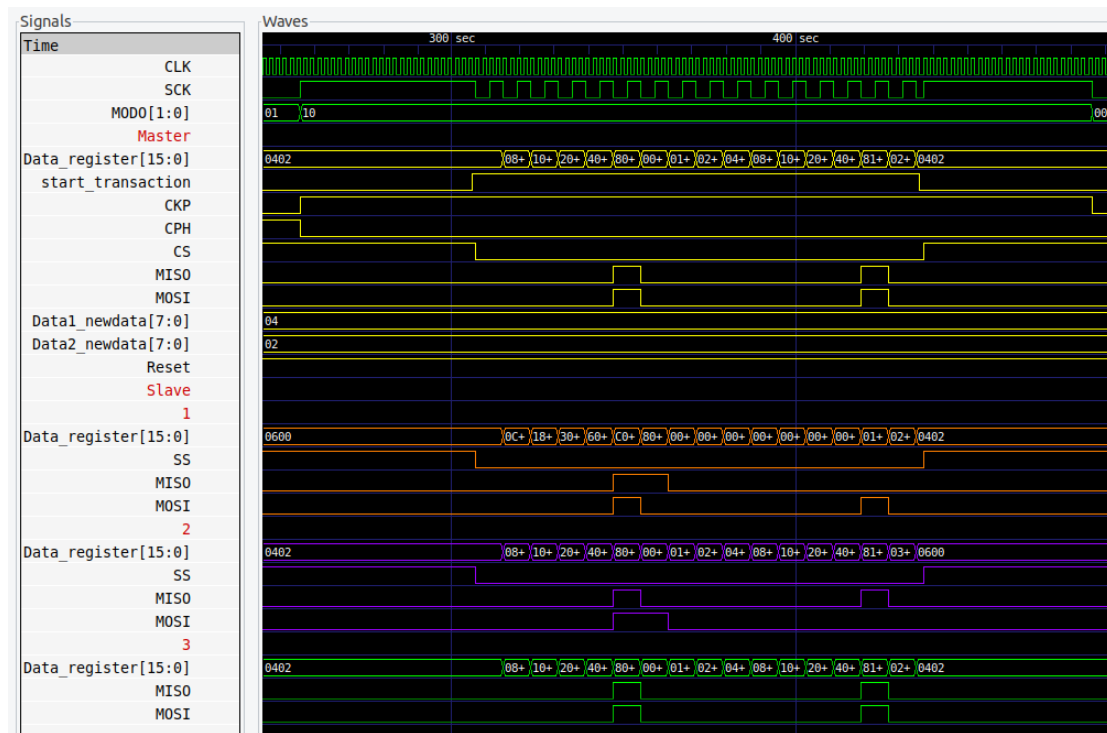 Signals Waves
Time 300 sec 400 sec
CLK
SCK
MODO[1:0] 01 10 00
Master
Data_register[15:0] 0402 08+ 10+ 20+ 40+ 80+ 00+ 01+ 02+ 04+ 08+ 10+ 20+ 40+ 81+ 02+ 0402
start_transaction
CKP
CPH
CS
MISO
MOSI
Data1_newdata[7:0] 04
Data2_newdata[7:0] 02
Reset
Slave
1
Data_register[15:0] 0600 0C+ 18+ 30+ 60+ C0+ 80+ 00+ 00+ 00+ 00+ 00+ 00+ 00+ 01+ 02+ 0402
SS
MISO
MOSI
2
Data_register[15:0] 0402 08+ 10+ 20+ 40+ 80+ 00+ 01+ 02+ 04+ 08+ 10+ 20+ 40+ 81+ 03+ 0600
SS
MISO
MOSI
3
Data_register[15:0] 0402 08+ 10+ 20+ 40+ 80+ 00+ 01+ 02+ 04+ 08+ 10+ 20+ 40+ 81+ 02+ 0402
MISO
MOSI